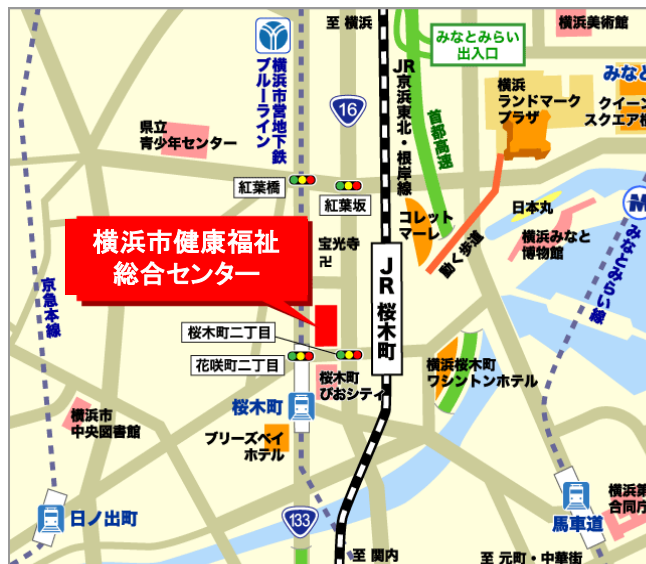 至 横浜
みなとみらい
出入口
横浜美術館
横浜市営地下鉄
ブルーライン
16
JR京浜東北・根岸線
首都高速
横浜
ランドマーク
プラザ
みなと
クイーン
スクエア横
県立
青少年センター
紅葉橋
紅葉坂
コレット
マーレ
日本丸
M
横浜市健康福祉
総合センター
宝光寺
卍
動く歩道
横浜みなと
博物館
みなとみらい線
京急本線
JR 桜木町
桜木町二丁目
花咲町二丁目
桜木町
ぴおシティ
横浜桜木町
ワシントンホテル
桜木町
横浜市
中央図書館
ブリーズベイ
ホテル
日ノ出町
133
馬車道
横浜第
合同庁
至 関内
至 元町・中華街